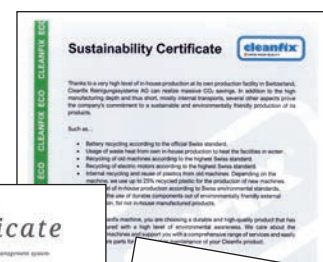 CLEANFIX ECO CLEANFIX ECO
Sustainability Certificate
cleanfix
Thanks to a very high level of in-house production at its own production facility in Switzerland,
Cleanfix Reinigungssysteme AG can realise massive CO₂ savings. In addition to the high
manufacturing depth and thus short, mostly internal transports, several other aspects prove
the company's commitment to a sustainable and environmentally friendly production of its
products.
Such as...
• Battery recycling according to the official Swiss standard.
• Usage of waste heat from own in-house production to heat the facilities in winter.
• Recycling of old machines according to the highest Swiss standard.
• Recycling of electric motors according to the highest Swiss standard.
• Internal recycling and reuse of plastics from old machines. Depending on the
machine, we use up to 25% recycled plastic for the production of new machines.
of in-house production according to Swiss environmental standards.
the use of durable components out of environmentally friendly external
for not in-house manufactured products.
machine, you are choosing a durable and high-quality product that has
with a high level of environmental awareness. We care about the
machines and support you with a comprehensive range of services and easily
parts for maintenance of your Cleanfix product.
icate
management system